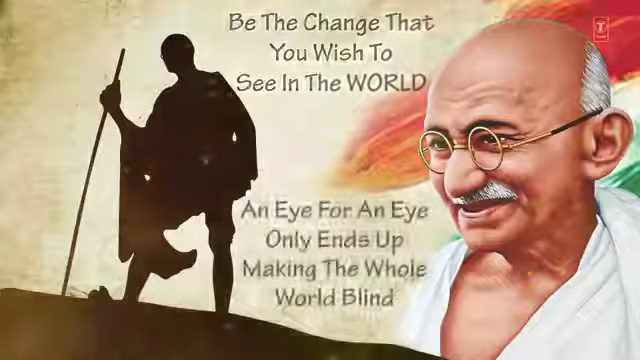 Be The Change That
You Wish To
See In The WORLD
An Eye For An Eye
Only Ends Up
Making The Whole
World Blind